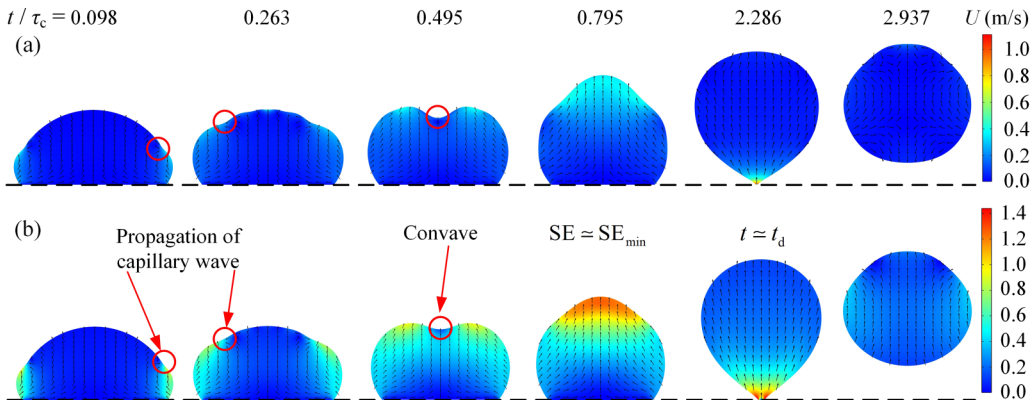 t / τc = 0.098 0.263 0.495 0.795 2.286 2.937 U (m/s)
(a)
1.0
0.8
0.6
0.4
0.2
0.0
(b)
Propagation of
capillary wave
Convave
SE ≃ SEmin
t ≃ td
1.4
1.2
1.0
0.8
0.6
0.4
0.2
0.0